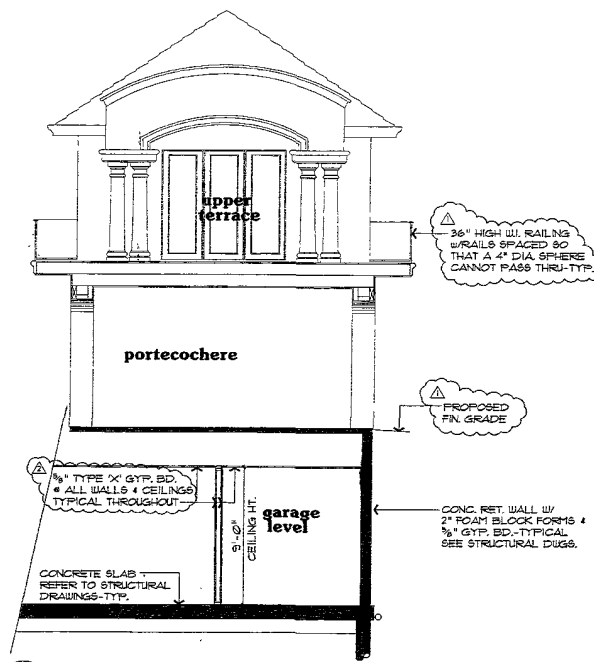 upper
terrace
1
36" HIGH W.I. RAILING
W/RAILS SPACED SO
THAT A 4" DIA. SPHERE
CANNOT PASS THRU-TYP.
portecochere
1
PROPOSED
FIN. GRADE
2
5/8" TYPE 'X' GYP. BD.
@ ALL WALLS & CEILINGS
TYPICAL THROUGHOUT
9'-0"
CEILING HT.
garage
level
CONC. RET. WALL W/
2" FOAM BLOCK FORMS &
5/8" GYP. BD.-TYPICAL
SEE STRUCTURAL DWGS.
CONCRETE SLAB -
REFER TO STRUCTURAL
DRAWINGS-TYP.